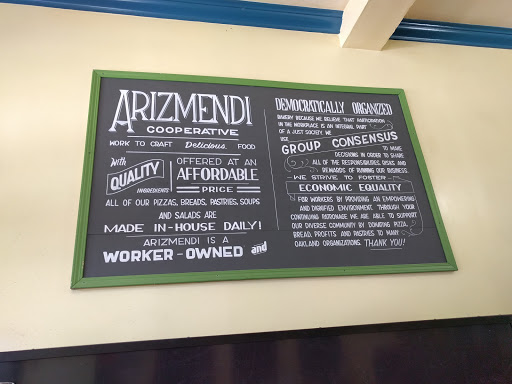 ARIZMENDI
COOPERATIVE
WORK TO CRAFT Delicious FOOD
With
QUALITY
INGREDIENTS
OFFERED AT AN
AFFORDABLE
PRICE
ALL OF OUR PIZZAS, BREADS, PASTRIES, SOUPS
AND SALADS ARE
MADE IN-HOUSE DAILY!
ARIZMENDI IS A
WORKER-OWNED and
DEMOCRATICALLY ORGANIZED
BAKERY BECAUSE WE BELIEVE THAT PARTICIPATION
IN THE WORKPLACE IS AN INTEGRAL PART
OF A JUST SOCIETY. WE
USE
GROUP CONSENSUS
TO MAKE
DECISIONS IN ORDER TO SHARE
ALL OF THE RESPONSIBILITIES, RISKS, AND
REWARDS OF RUNNING OUR BUSINESS.
WE STRIVE TO FOSTER
ECONOMIC EQUALITY
FOR WORKERS BY PROVIDING AN EMPOWERING
AND DIGNIFIED ENVIRONMENT. THROUGH YOUR
CONTINUING PATRONAGE WE ARE ABLE TO SUPPORT
OUR DIVERSE COMMUNITY BY DONATING PIZZA,
BREAD, PROFITS AND PASTRIES TO MANY
OAKLAND ORGANIZATIONS. THANK YOU!